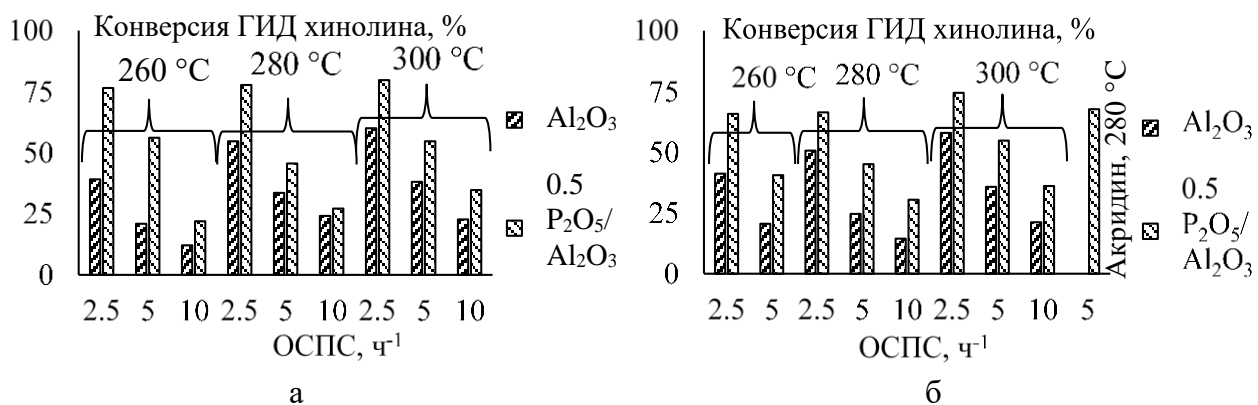 Конверсия ГИД хинолина, %
100
75
50
25
0
260 °C
280 °C
300 °C
2.5 5 10 2.5 5 10 2.5 5 10
ОСПС, ч-1
Al2O3
0.5
P2O5/
Al2O3
а
Конверсия ГИД хинолина, %
100
75
50
25
0
260 °C
280 °C
300 °C
Акридин, 280 °C
2.5 5 2.5 5 10 2.5 5 10 5
ОСПС, ч-1
Al2O3
0.5
P2O5/
Al2O3
б